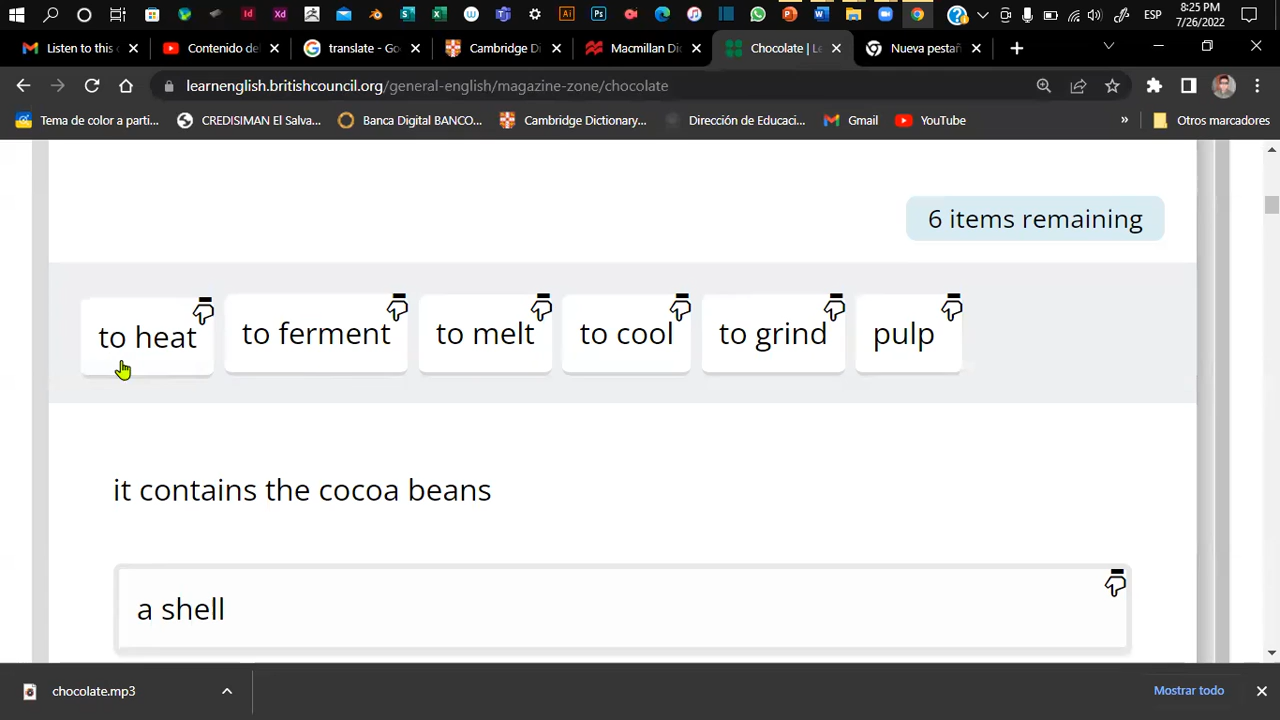 ESP
8:25 PM
7/26/2022
Listen to this
Contenido de
translate - Go
Cambridge Di
Macmillan Dic
Chocolate | Le
Nueva pestañ
learnenglish.britishcouncil.org/general-english/magazine-zone/chocolate
Tema de color a parti...
CREDISIMAN El Salva...
Banca Digital BANCO...
Cambridge Dictionary...
Dirección de Educaci...
Gmail
YouTube
»
Otros marcadores
6 items remaining
to heat
to ferment
to melt
to cool
to grind
pulp
it contains the cocoa beans
a shell
chocolate.mp3
Mostrar todo